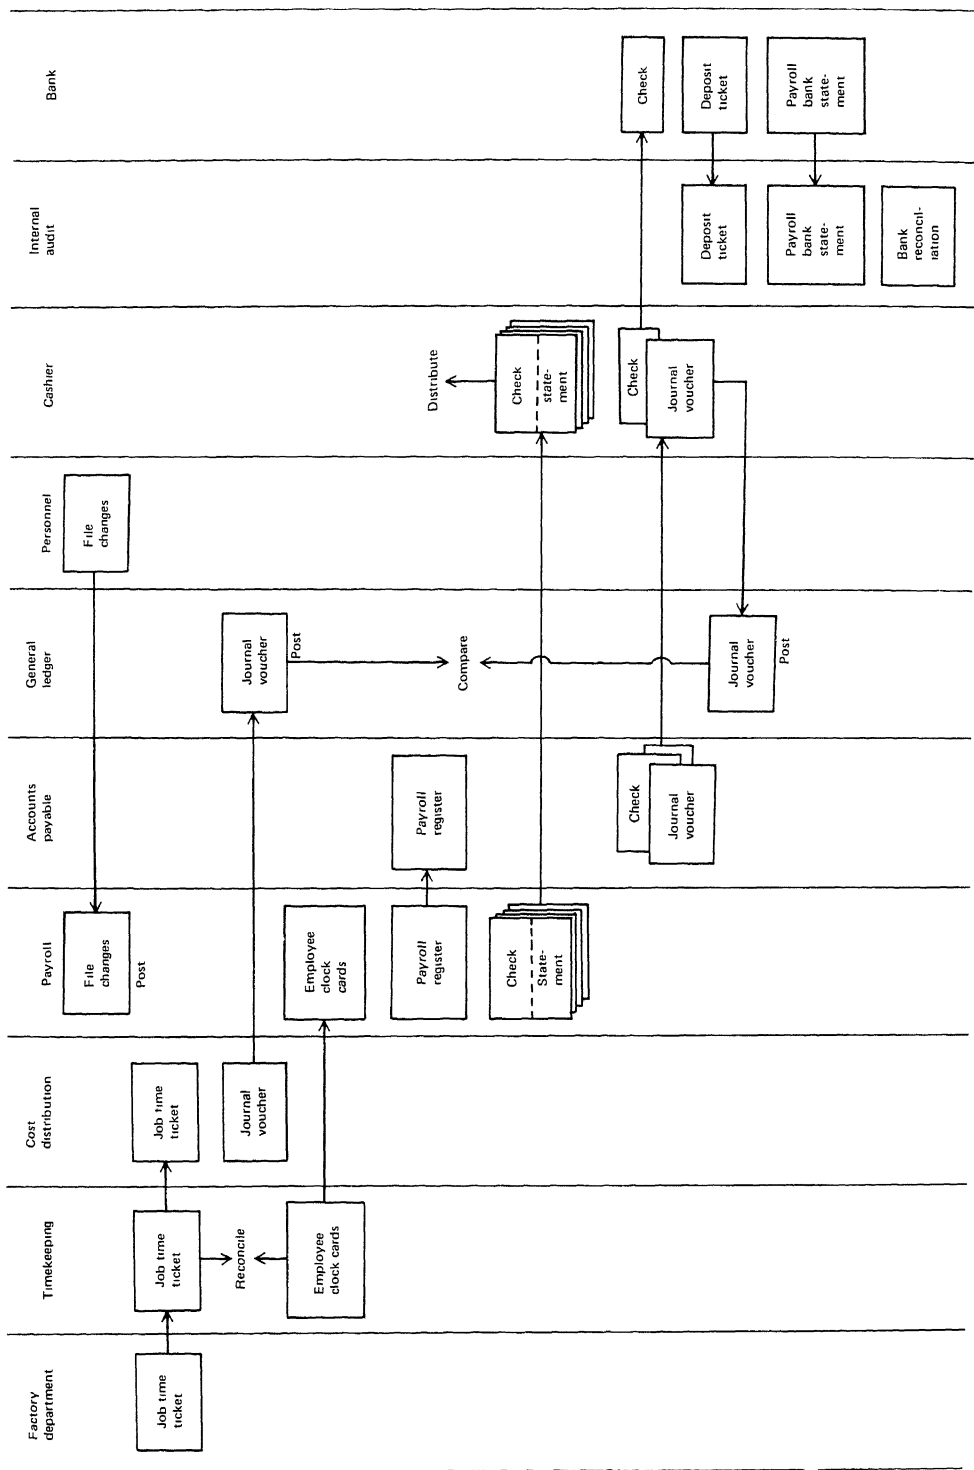 Factory
department
Timekeeping
Cost
distribution
Payroll
Accounts
payable
General
ledger
Personnel
Cashier
Internal
audit
Bank
Job time
ticket
Job time
ticket
Reconcile
Employee
clock cards
Job time
ticket
Journal
voucher
File
changes
Post
Employee
clock
cards
Payroll
register
Check
State-
ment
Payroll
register
Check
Journal
voucher
Journal
voucher
Post
Compare
Journal
voucher
Post
File
changes
Distribute
Check
state-
ment
Check
Journal
voucher
Deposit
ticket
Payroll
bank
state-
ment
Bank
reconcil-
iation
Check
Deposit
ticket
Payroll
bank
state-
ment